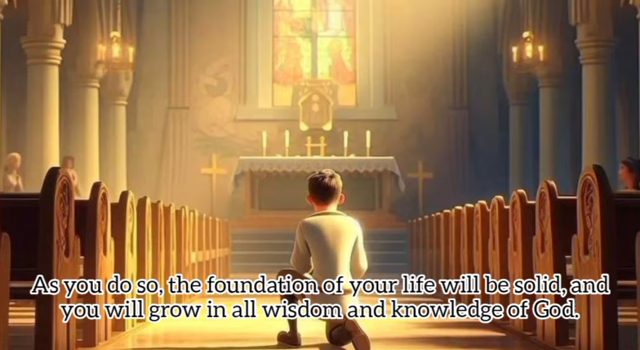 As you do so, the foundation of your life will be solid, and
you will grow in all wisdom and knowledge of God.